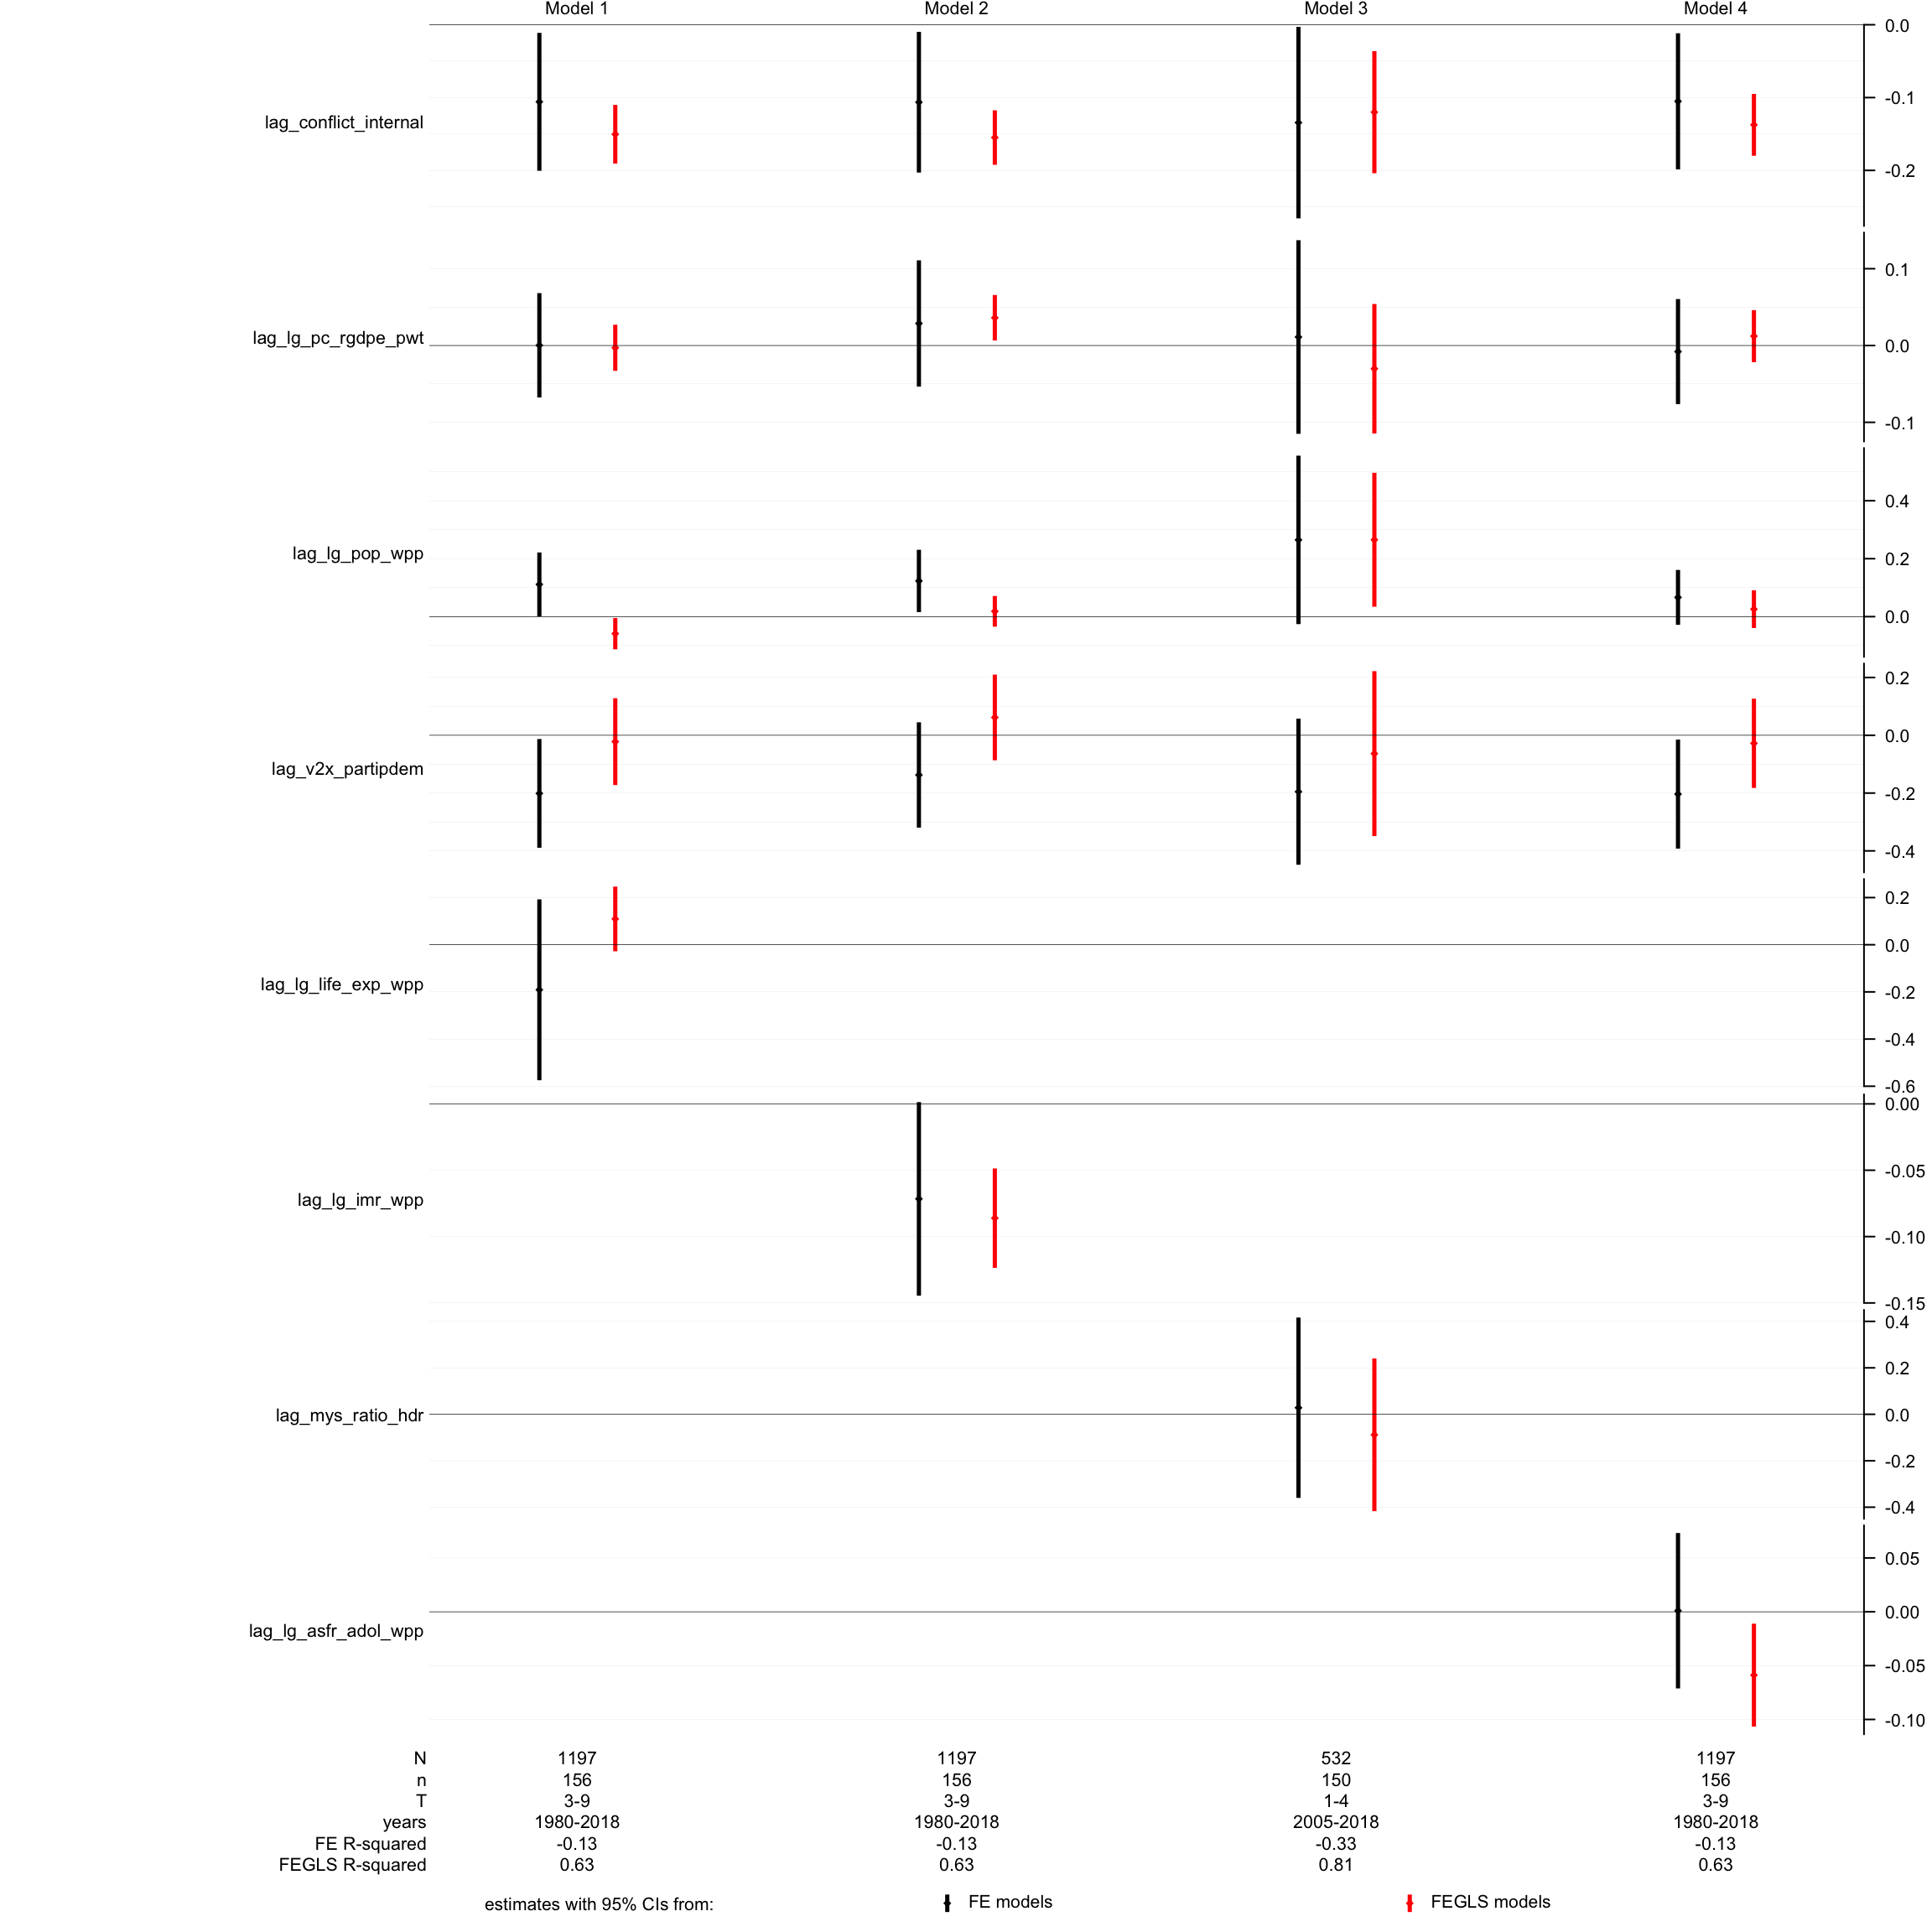 Model 1 Model 2 Model 3 Model 4
0.0
-0.1
lag_conflict_internal
-0.2
0.1
lag_lg_pc_rgdpe_pwt
0.0
-0.1
0.4
lag_lg_pop_wpp
0.2
0.0
0.2
0.0
lag_v2x_partipdem
-0.2
-0.4
0.2
0.0
lag_lg_life_exp_wpp
-0.2
-0.4
-0.6
0.00
-0.05
lag_lg_imr_wpp
-0.10
-0.15
0.4
0.2
lag_mys_ratio_hdr
0.0
-0.2
-0.4
0.05
0.00
lag_lg_asfr_adol_wpp
-0.05
-0.10
N 1197 1197 532 1197
n 156 156 150 156
T 3-9 3-9 1-4 3-9
years 1980-2018 1980-2018 2005-2018 1980-2018
FE R-squared -0.13 -0.13 -0.33 -0.13
FEGLS R-squared 0.63 0.63 0.81 0.63
estimates with 95% CIs from: FE models FEGLS models